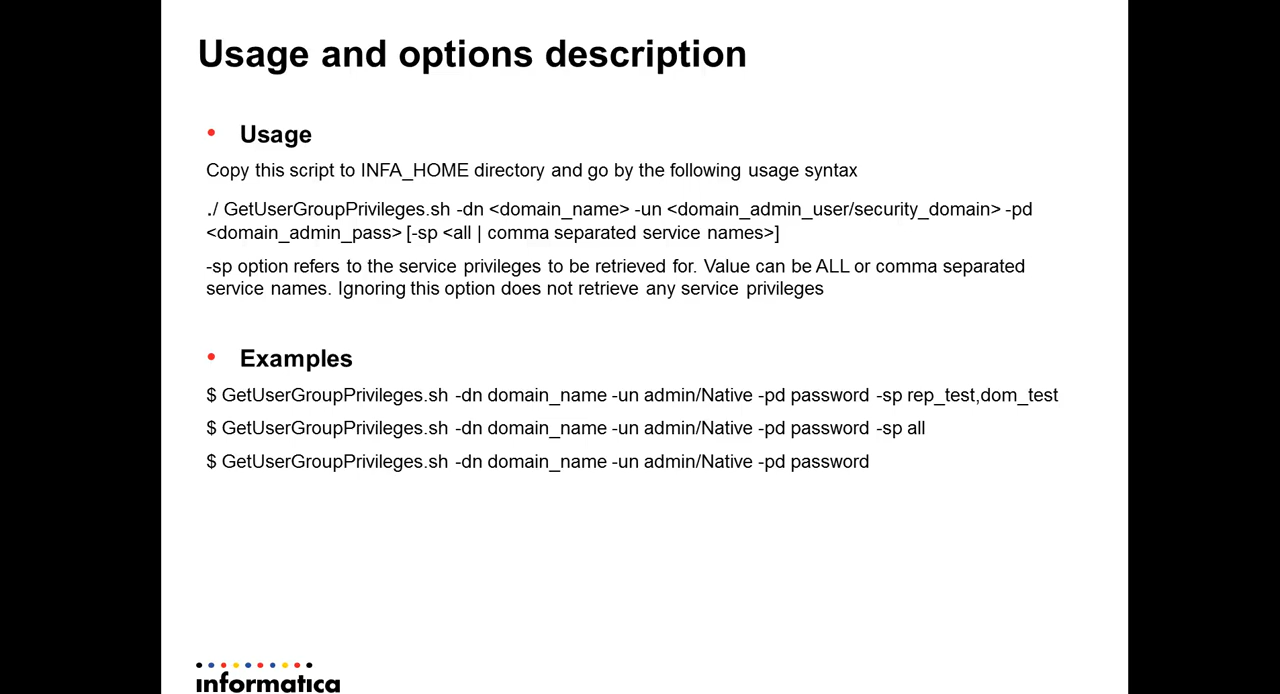 Usage and options description
• Usage
Copy this script to INFA_HOME directory and go by the following usage syntax
./ GetUserGroupPrivileges.sh -dn <domain_name> -un <domain_admin_user/security_domain> -pd
<domain_admin_pass> [-sp <all | comma separated service names>]
-sp option refers to the service privileges to be retrieved for. Value can be ALL or comma separated
service names. Ignoring this option does not retrieve any service privileges
• Examples
$ GetUserGroupPrivileges.sh -dn domain_name -un admin/Native -pd password -sp rep_test,dom_test
$ GetUserGroupPrivileges.sh -dn domain_name -un admin/Native -pd password -sp all
$ GetUserGroupPrivileges.sh -dn domain_name -un admin/Native -pd password
informatica